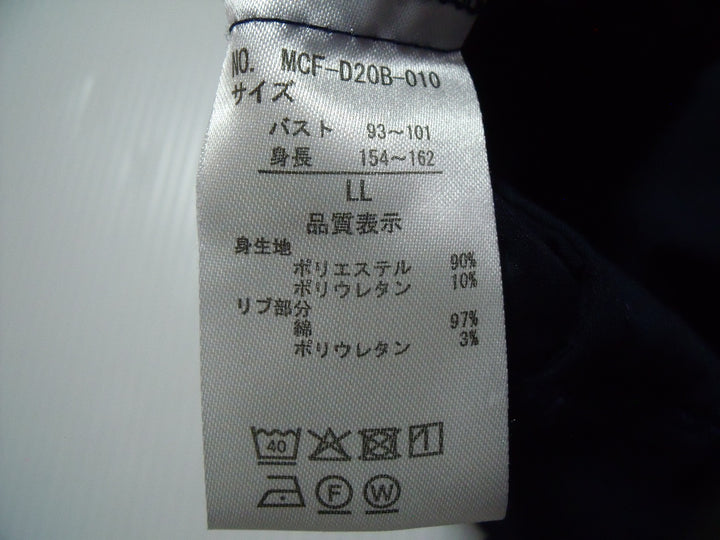 NO. MCF-D20B-010
サイズ
バスト 93～101
身長 154～162
LL
品質表示
身生地
ポリエステル 90%
ポリウレタン 10%
リブ部分
綿 97%
ポリウレタン 3%
40
F W